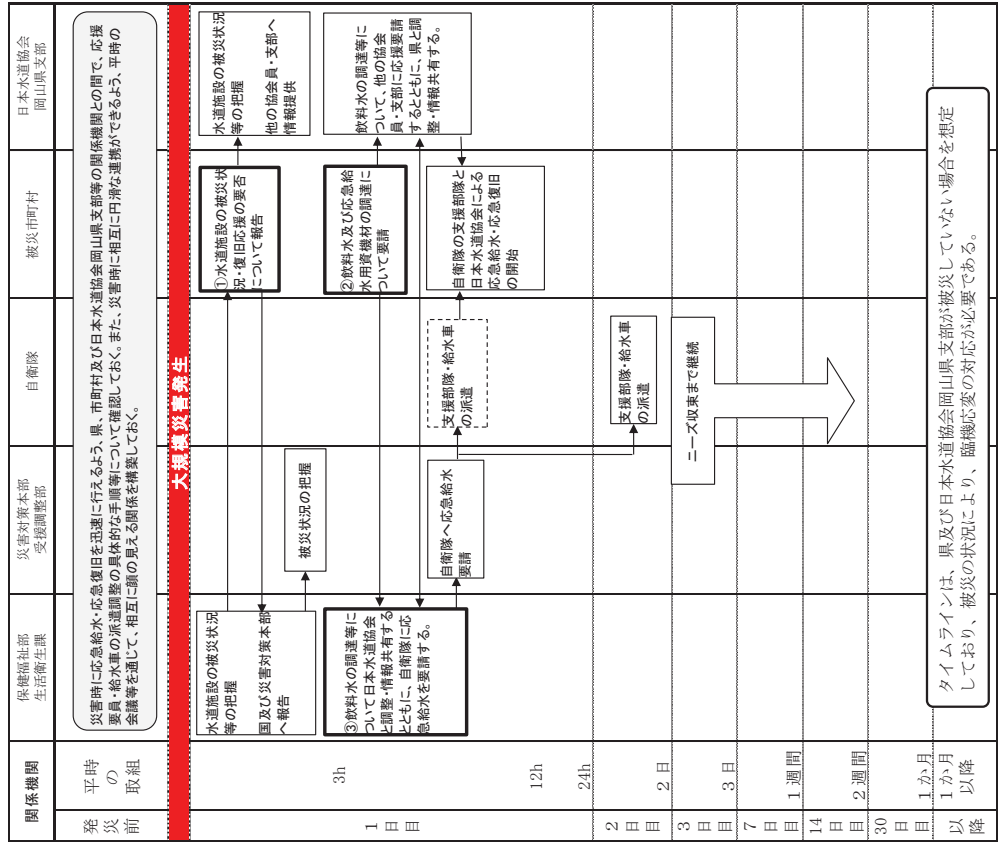 関係機関
保健福祉部
生活衛生課
災害対策本部
受援調整部
自衛隊
被災市町村
日本水道協会
岡山県支部
発災前
平時
の
取組
災害時に応急給水・応急復旧を迅速に行えるよう、県、市町村及び日本水道協会岡山県支部等の関係機関との間で、応援
要員・給水車の派遣調整の具体的な手順等について確認しておく。また、災害時に相互に円滑な連携ができるよう、平時の
会議等を通じて、相互に顔の見える関係を構築しておく。
大規模災害発生
1日目
3h
12h
24h
水道施設の被災状況
等の把握
国及び災害対策本部
へ報告
被災状況の把握
①水道施設の被災状
況・復旧応援の要否
について報告
水道施設の被災状況
等の把握
他の協会員・支部へ
情報提供
③飲料水の調達等に
ついて日本水道協会
と調整・情報共有する
とともに、自衛隊に応
急給水を要請する。
②飲料水及び応急給
水用資機材の調達に
ついて要請
飲料水の調達等に
ついて、他の協会
員・支部に応援要請
するとともに、県と調
整・情報共有する。
自衛隊へ応急給水
要請
支援部隊・給水車
の派遣
自衛隊の支援部隊と
日本水道協会による
応急給水・応急復旧
の開始
2日目
2日
支援部隊・給水車
の派遣
3日目
3日
ニーズ収束まで継続
7日目
1週間
14日目
2週間
30日目
1か月
以降
1か月
以降
タイムラインは、県及び日本水道協会岡山県支部が被災していない場合を想定
しており、被災の状況により、臨機応変の対応が必要である。